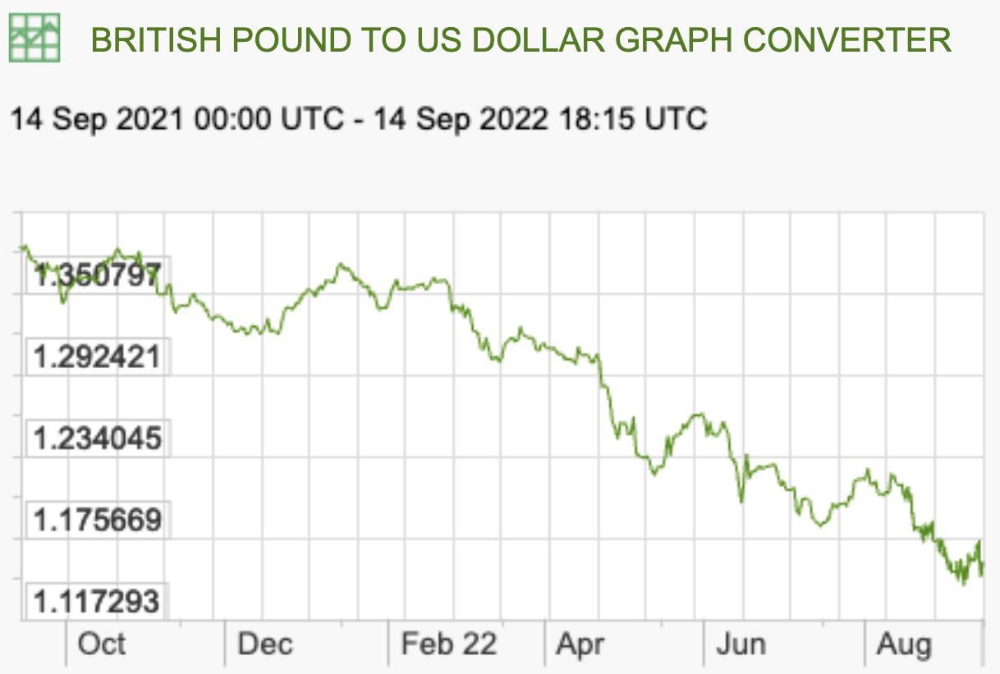 BRITISH POUND TO US DOLLAR GRAPH CONVERTER
14 Sep 2021 00:00 UTC - 14 Sep 2022 18:15 UTC
1.350797
1.292421
1.234045
1.175669
1.117293
Oct Dec Feb 22 Apr Jun Aug